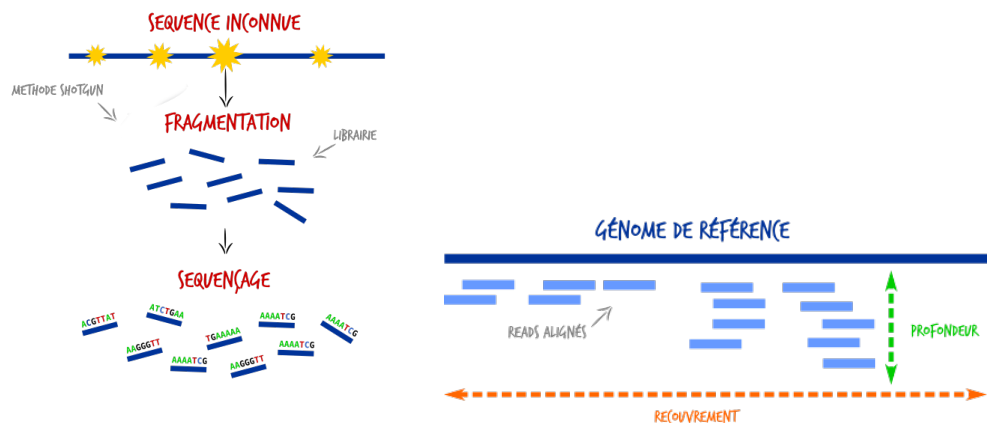 SEQUENCE INCONNUE
METHODE SHOTGUN
FRAGMENTATION
LIBRAIRIE
SEQUENÇAGE
ACGTTAT
ATCTGAA
TGAAAAA
AAAATCG
AAAATCG
AAGGGTT
AAAATCG
AAGGGTT
AAAATCG
GÉNOME DE RÉFÉRENCE
READS ALIGNÉS
PROFONDEUR
RECOUVREMENT